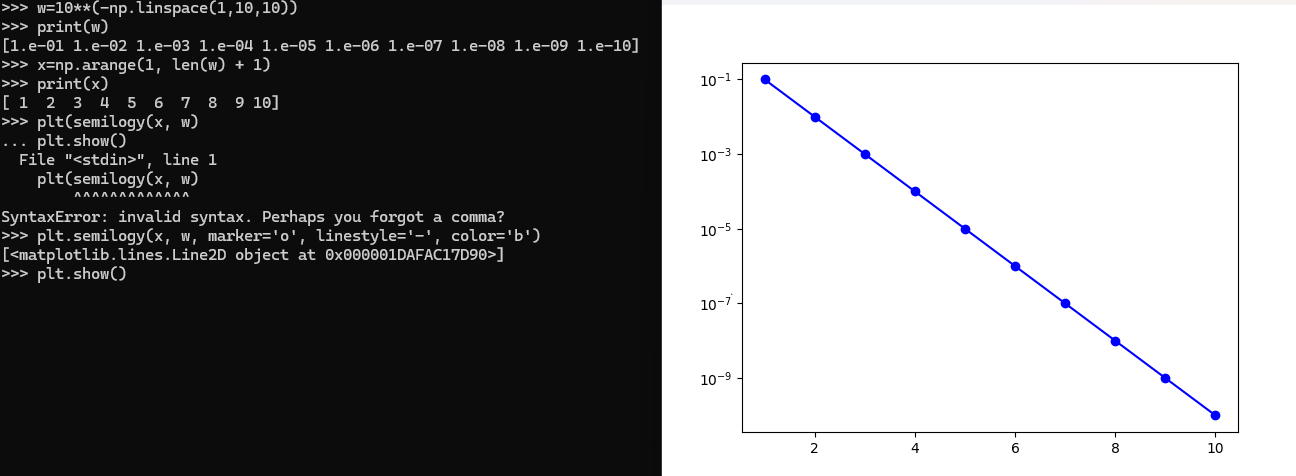 >>> w=10**(-np.linspace(1,10,10))
>>> print(w)
[1.e-01 1.e-02 1.e-03 1.e-04 1.e-05 1.e-06 1.e-07 1.e-08 1.e-09 1.e-10]
>>> x=np.arange(1, len(w) + 1)
>>> print(x)
[ 1  2  3  4  5  6  7  8  9 10]
>>> plt(semilogy(x, w)
... plt.show()
  File "<stdin>", line 1
    plt(semilogy(x, w)
        ^^^^^^^^^^^^^
SyntaxError: invalid syntax. Perhaps you forgot a comma?
>>> plt.semilogy(x, w, marker='o', linestyle='-', color='b')
[<matplotlib.lines.Line2D object at 0x000001DAFAC17D90>]
>>> plt.show()
10⁻¹
10⁻³
10⁻⁵
10⁻⁷
10⁻⁹
2 4 6 8 10